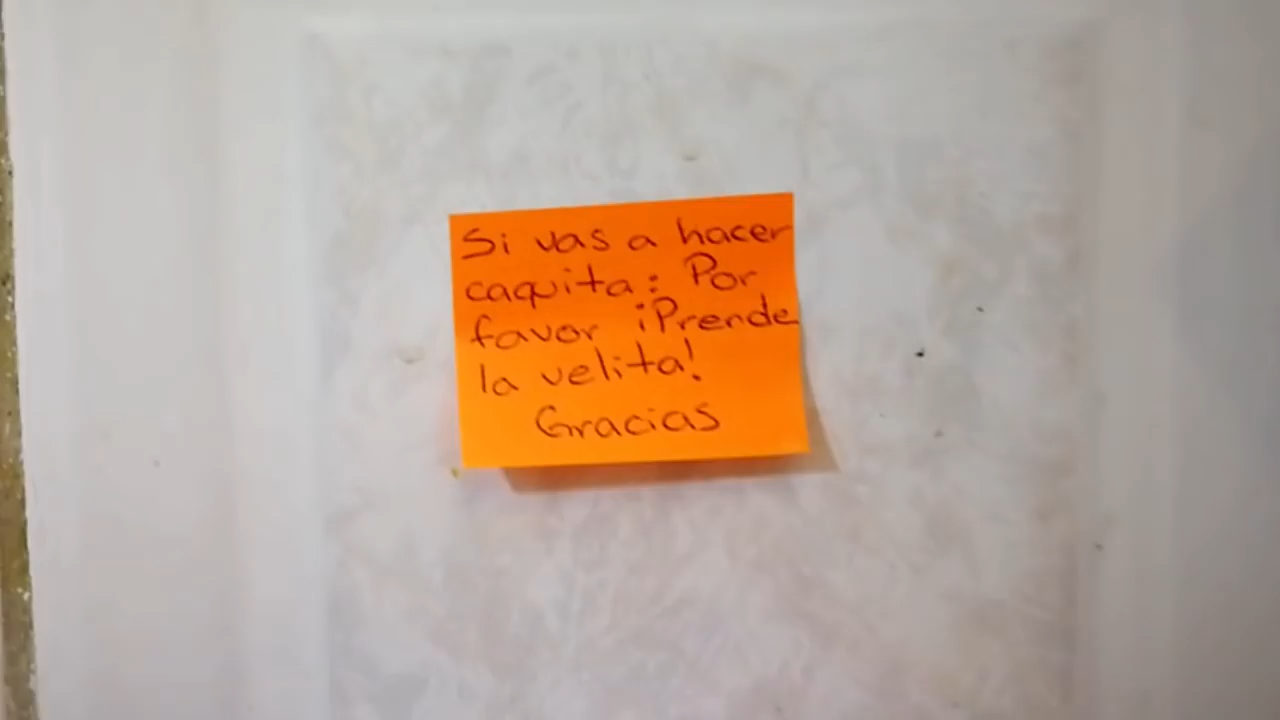 Si vas a hacer
caquita: Por
favor ¡Prende
la velita!
Gracias